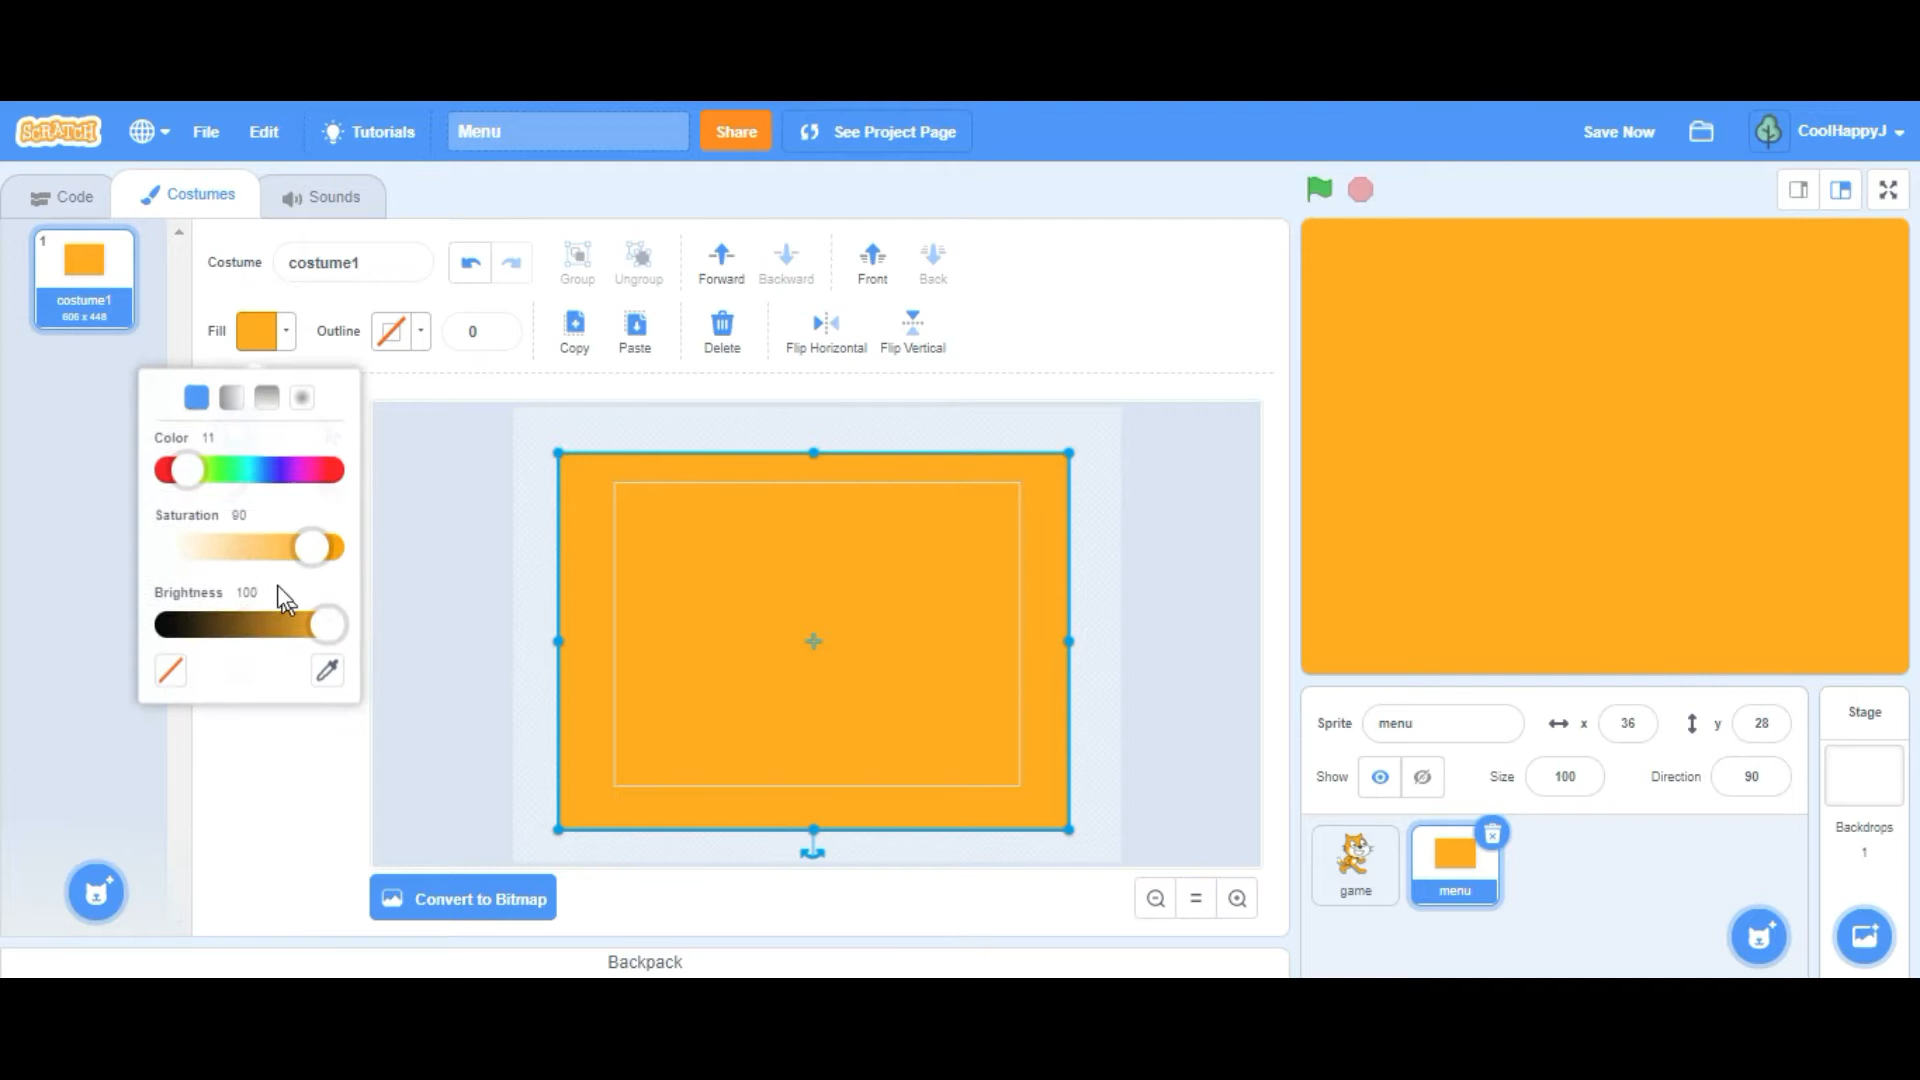 SCRATCH File Edit Tutorials Menu Share See Project Page Save Now CoolHappyJ
Code Costumes Sounds
1
costume1
606 x 448
Costume costume1 Group Ungroup Forward Backward Front Back
Fill Outline 0 Copy Paste Delete Flip Horizontal Flip Vertical
Color 11
Saturation 90
Brightness 100
Convert to Bitmap
Backpack
Sprite menu x 36 y 28
Show Size 100 Direction 90
game
menu
Stage
Backdrops
1